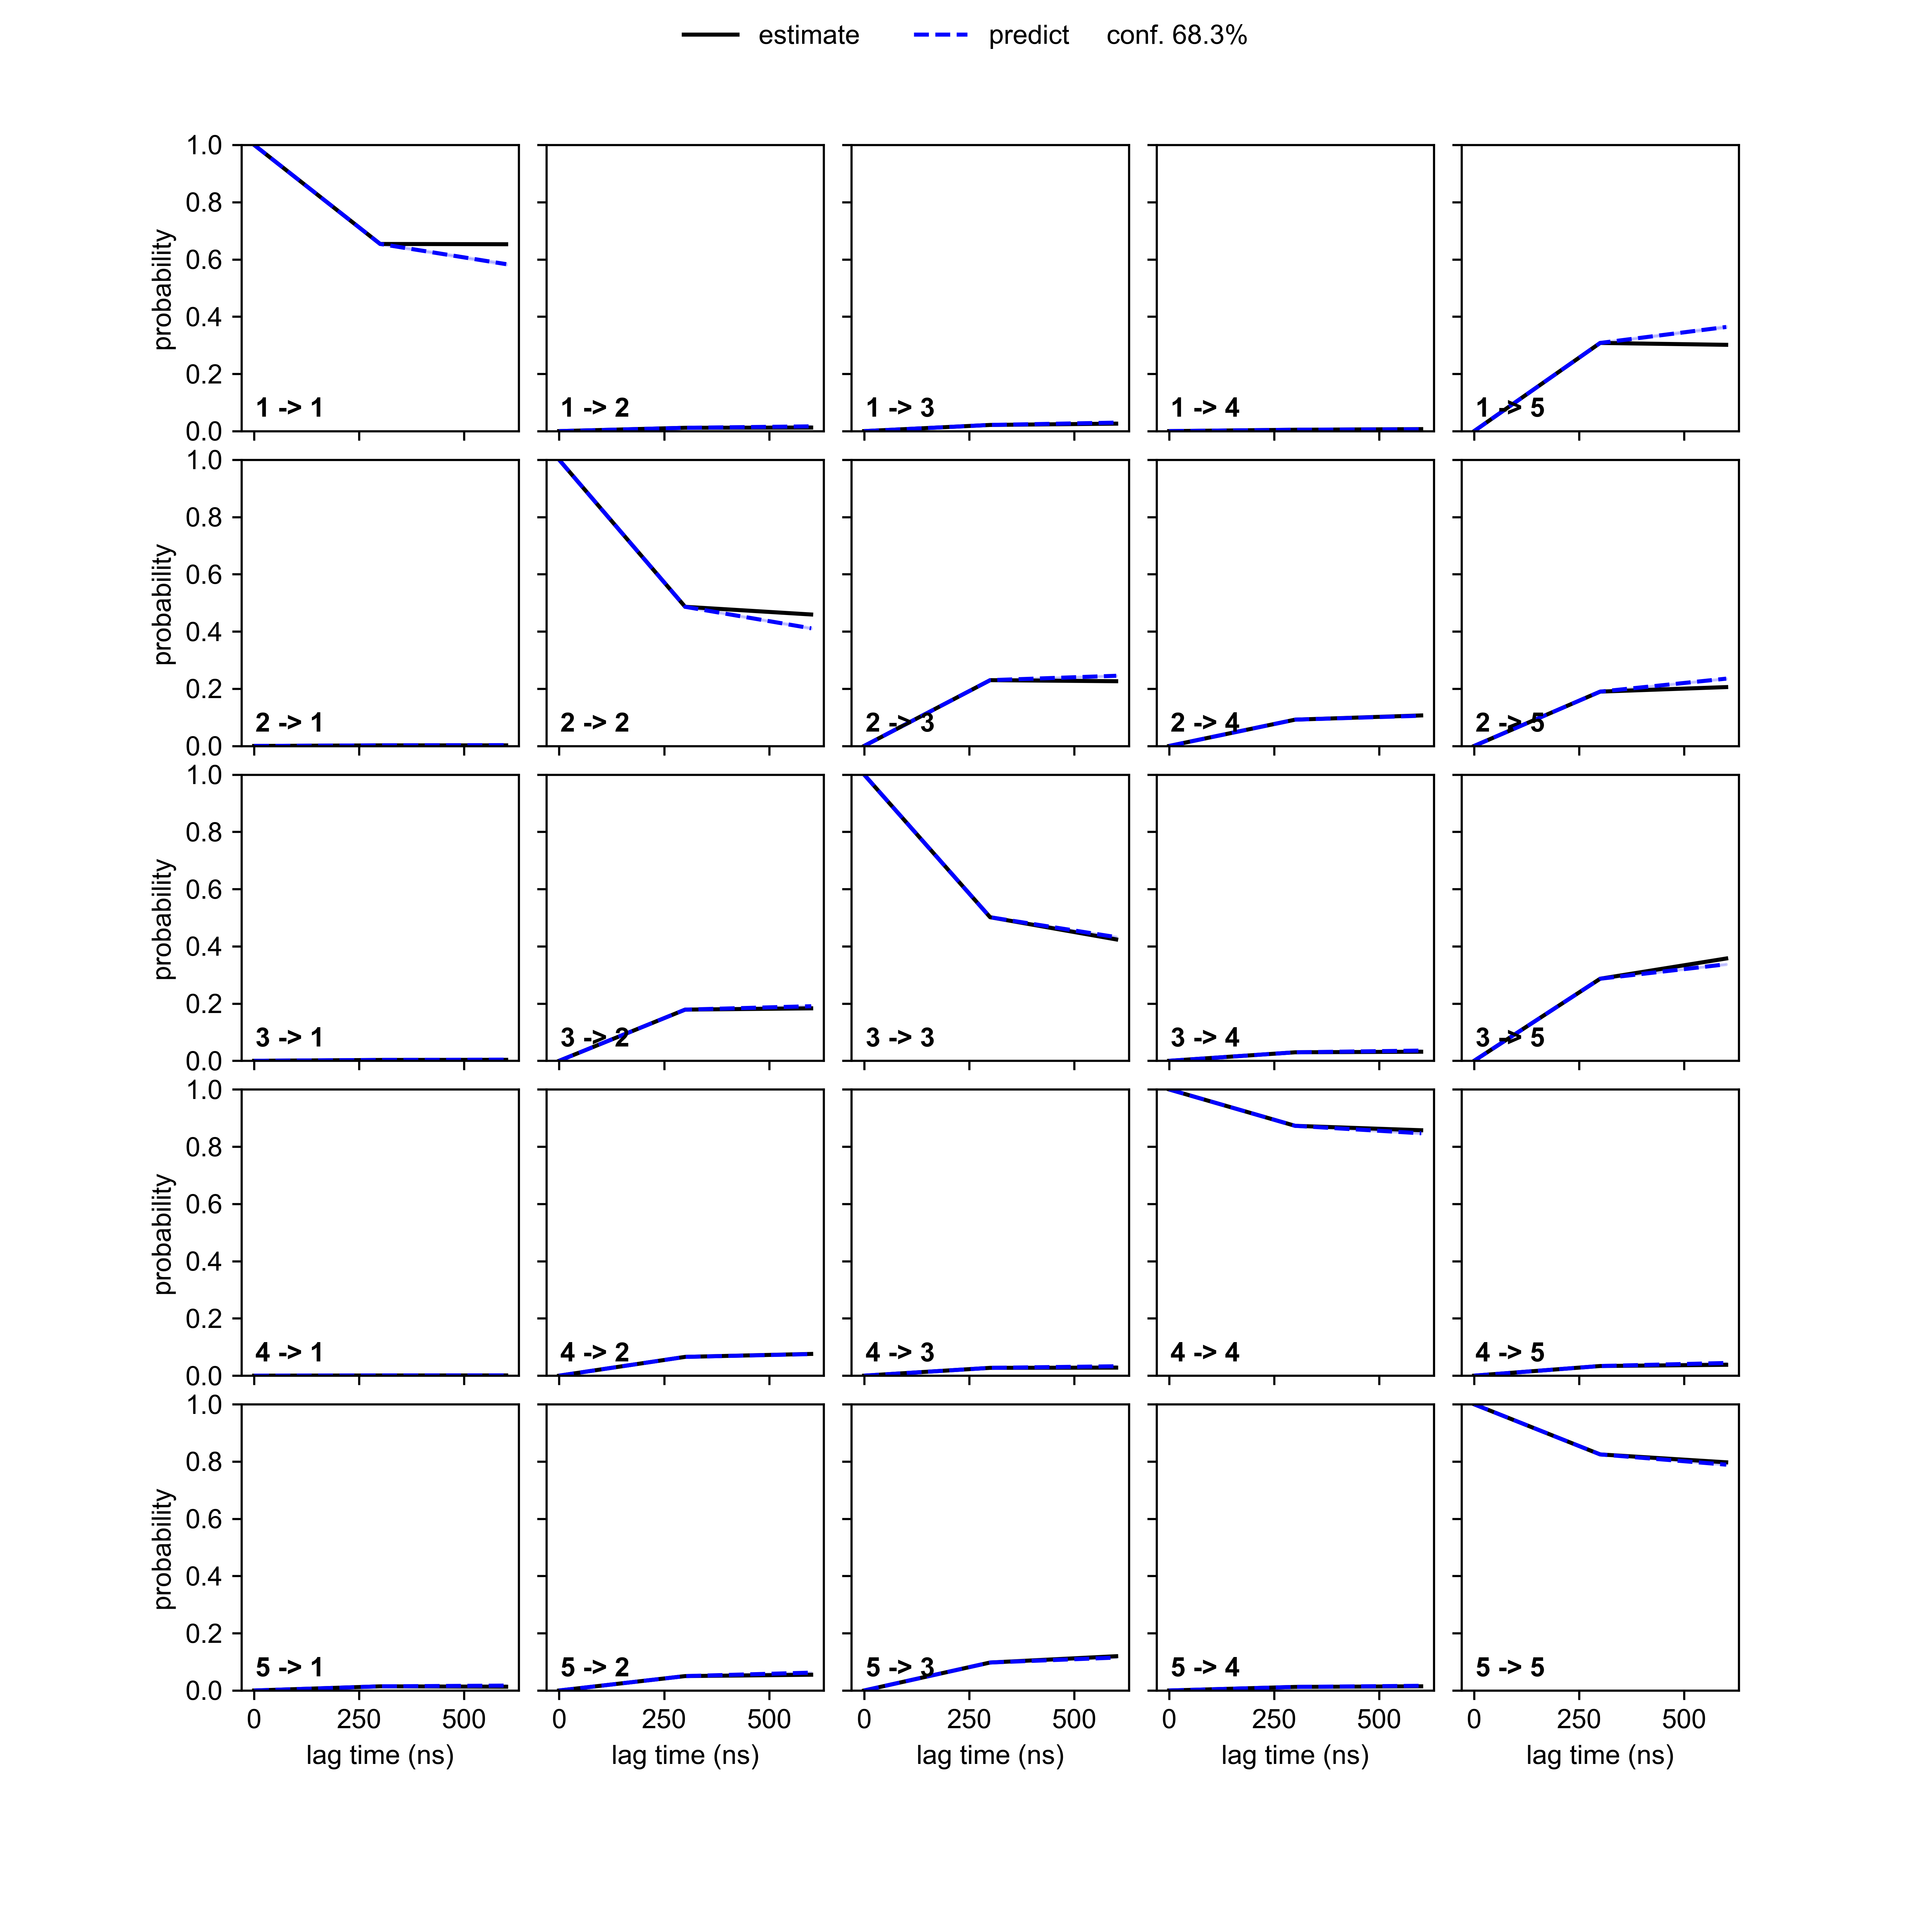 estimate predict conf. 68.3%
1.0
0.8
0.6
0.4
0.2
0.0
probability
1 -> 1
1 -> 2
1 -> 3
1 -> 4
1 -> 5
1.0
0.8
0.6
0.4
0.2
0.0
probability
2 -> 1
2 -> 2
2 -> 3
2 -> 4
2 -> 5
1.0
0.8
0.6
0.4
0.2
0.0
probability
3 -> 1
3 -> 2
3 -> 3
3 -> 4
3 -> 5
1.0
0.8
0.6
0.4
0.2
0.0
probability
4 -> 1
4 -> 2
4 -> 3
4 -> 4
4 -> 5
1.0
0.8
0.6
0.4
0.2
0.0
probability
5 -> 1
5 -> 2
5 -> 3
5 -> 4
5 -> 5
0 250 500
0 250 500
0 250 500
0 250 500
0 250 500
lag time (ns)
lag time (ns)
lag time (ns)
lag time (ns)
lag time (ns)